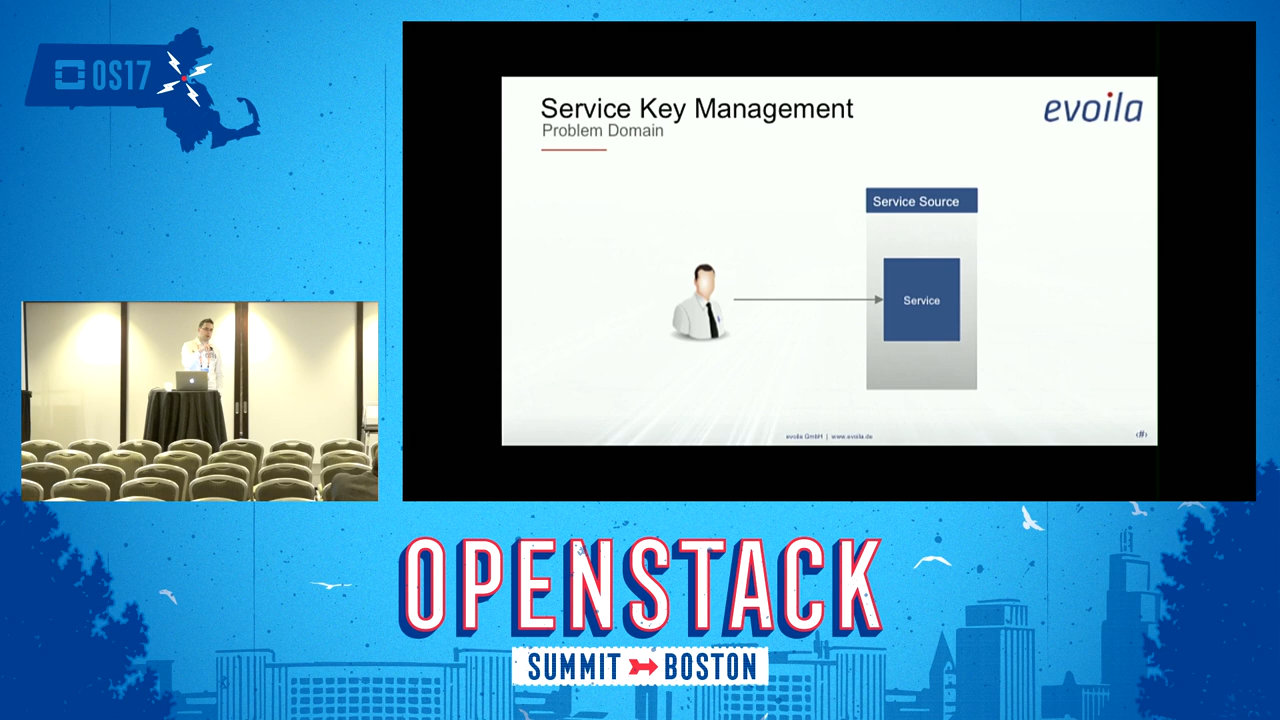 OS17
Service Key Management
Problem Domain
evoila
Service Source
Service
evoila GmbH | www.evoila.de
‹#›
OPENSTACK
SUMMIT BOSTON